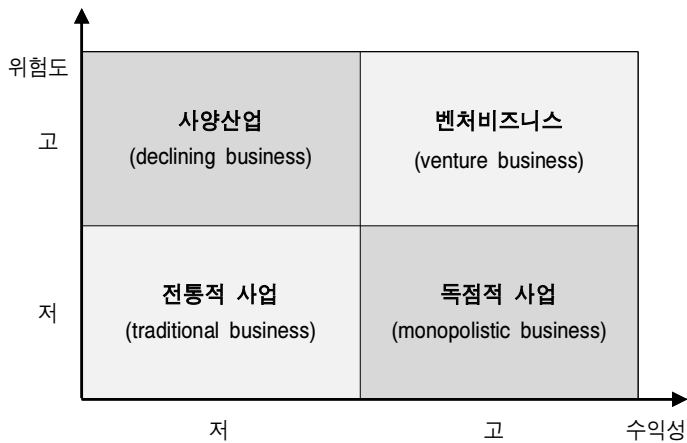 위험도
고
사양산업
(declining business)
벤처비즈니스
(venture business)
저
전통적 사업
(traditional business)
독점적 사업
(monopolistic business)
저
고
수익성